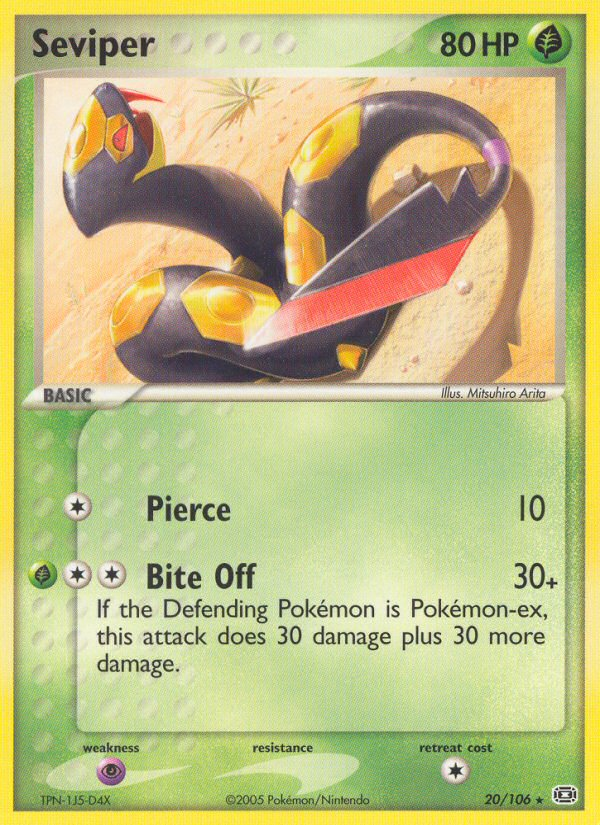 Seviper
80 HP
BASIC
Illus. Mitsuhiro Arita
Pierce 10
Bite Off 30+
If the Defending Pokémon is Pokémon-ex,
this attack does 30 damage plus 30 more
damage.
weakness resistance retreat cost
TPN-1J5-D4X ©2005 Pokémon/Nintendo 20/106 ★